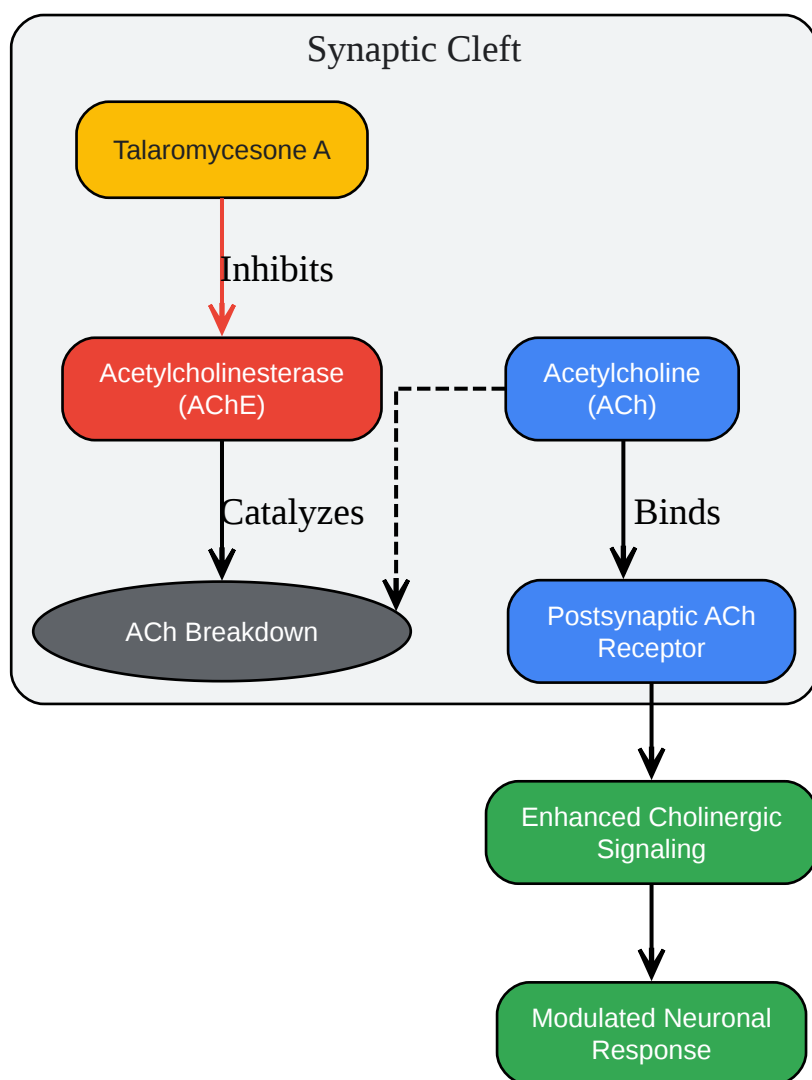 Synaptic Cleft
Talaromycesone A
Inhibits
Acetylcholinesterase
(AChE)
Acetylcholine
(ACh)
Catalyzes
Binds
ACh Breakdown
Postsynaptic ACh
Receptor
Enhanced Cholinergic
Signaling
Modulated Neuronal
Response